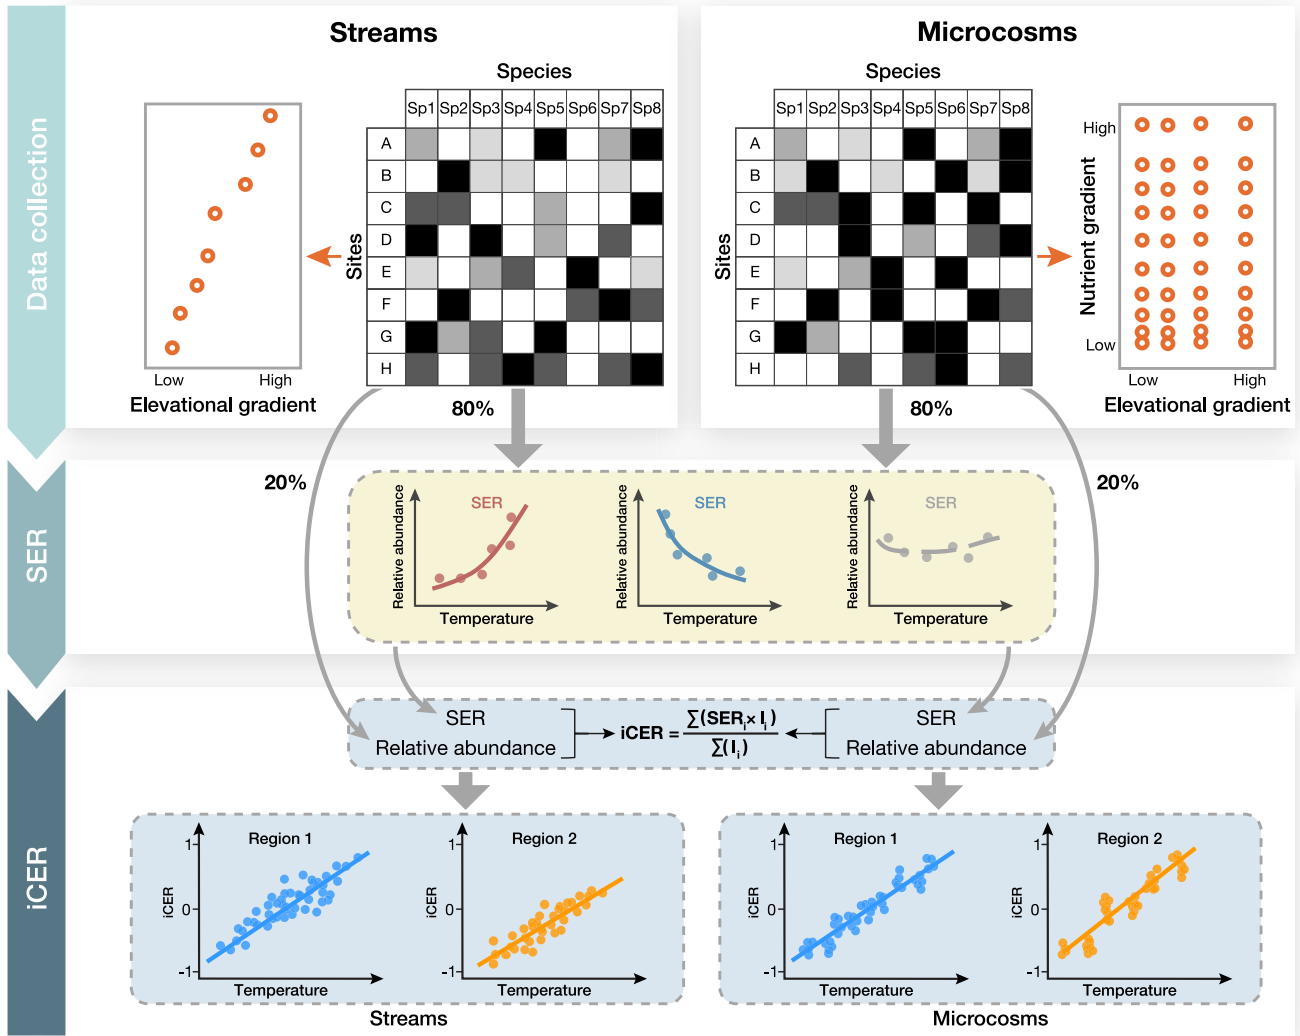 Data collection
Streams
Species
Sp1 Sp2 Sp3 Sp4 Sp5 Sp6 Sp7 Sp8
Sites
A
B
C
D
E
F
G
H
Low High
Elevational gradient
80%
20%
Microcosms
Species
Sp1 Sp2 Sp3 Sp4 Sp5 Sp6 Sp7 Sp8
Sites
A
B
C
D
E
F
G
H
Nutrient gradient
High
Low
Low High
Elevational gradient
80%
20%
SER
SER
Relative abundance
Temperature
SER
Relative abundance
Temperature
SER
Relative abundance
Temperature
iCER
SER
Relative abundance
iCER = ∑(SERi× Ii) / ∑(Ii)
SER
Relative abundance
Region 1
iCER
1
0
-1
Temperature
Region 2
iCER
1
0
-1
Temperature
Streams
Region 1
iCER
1
0
-1
Temperature
Region 2
iCER
1
0
-1
Temperature
Microcosms